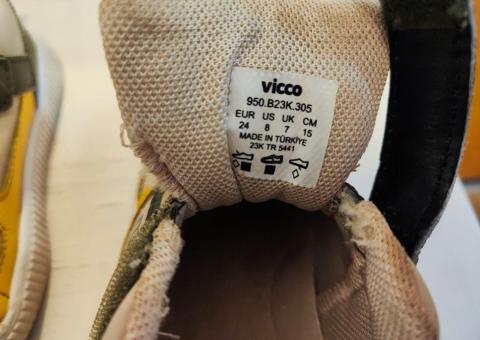 vicco
950.B23K.305
EUR US UK CM
24 8 7 15
MADE IN TÜRKİYE
23K TR 5441